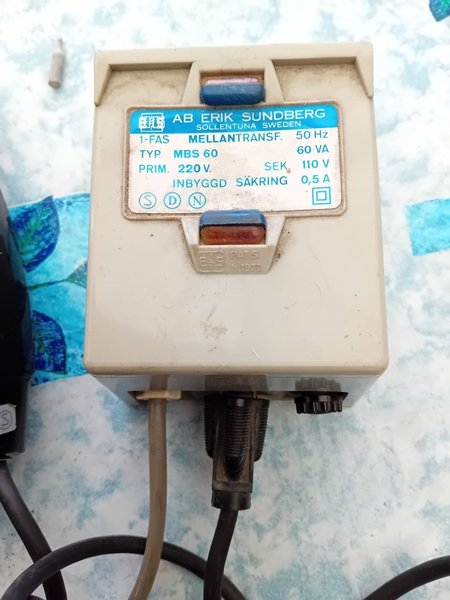 AB ERIK SUNDBERG
SOLLENTUNA SWEDEN
1-FAS MELLANTRANSF. 50 Hz
TYP MBS 60 60 VA
PRIM. 220 V. SEK. 110 V
INBYGGD SÄKRING 0,5 A
S D N
PAT.S
S